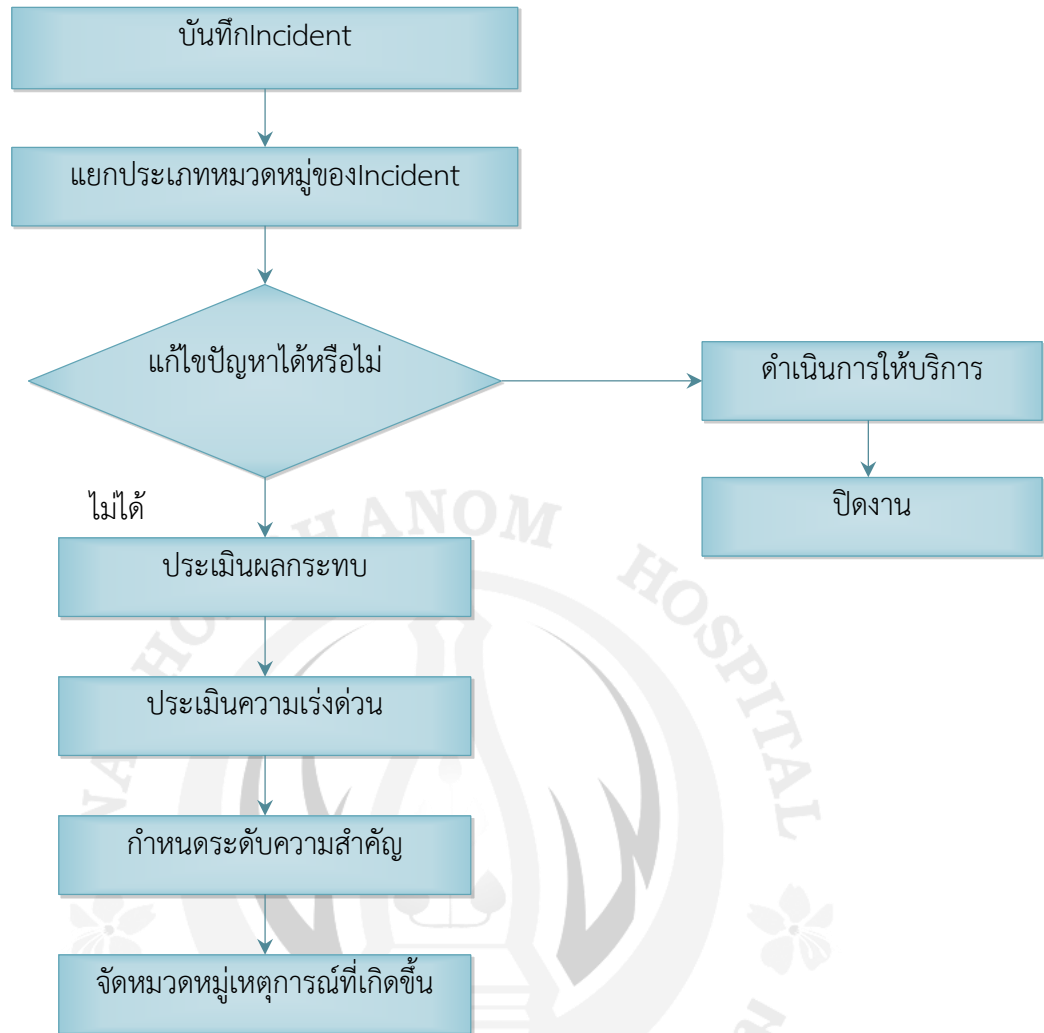 บันทึกIncident
แยกประเภทหมวดหมู่ของIncident
แก้ไขปัญหาได้หรือไม่
ดำเนินการให้บริการ
ปิดงาน
ไม่ได้
ประเมินผลกระทบ
ประเมินความเร่งด่วน
กำหนดระดับความสำคัญ
จัดหมวดหมู่เหตุการณ์ที่เกิดขึ้น
HANOM HOSPITAL